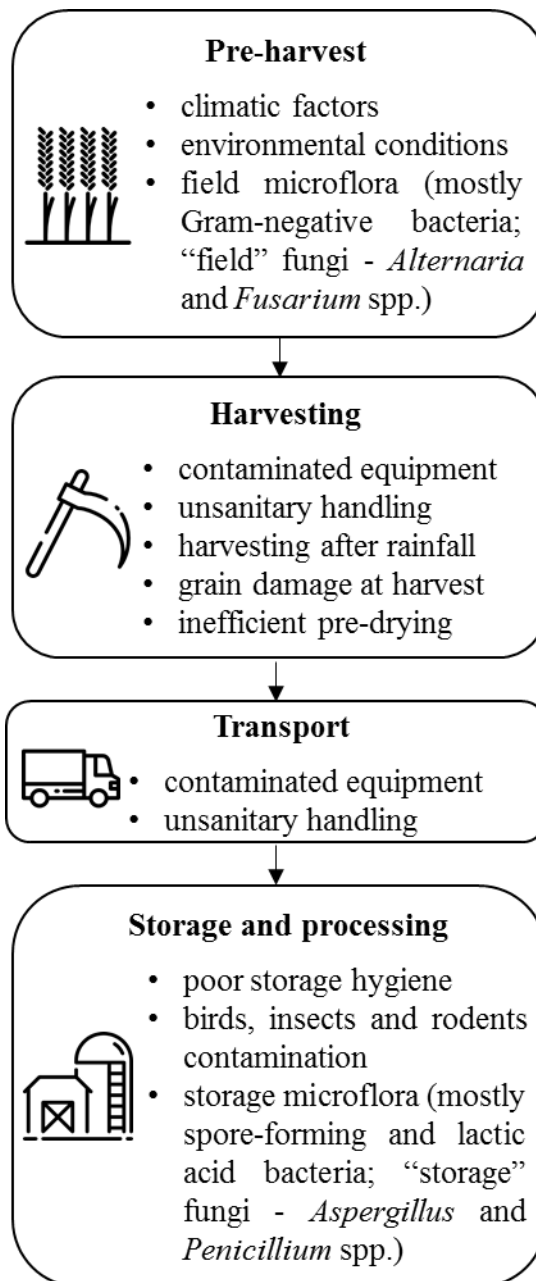 Pre-harvest
• climatic factors
• environmental conditions
• field microflora (mostly
Gram-negative bacteria;
“field” fungi - Alternaria
and Fusarium spp.)
Harvesting
• contaminated equipment
• unsanitary handling
• harvesting after rainfall
• grain damage at harvest
• inefficient pre-drying
Transport
• contaminated equipment
• unsanitary handling
Storage and processing
• poor storage hygiene
• birds, insects and rodents
contamination
• storage microflora (mostly
spore-forming and lactic
acid bacteria; “storage”
fungi - Aspergillus and
Penicillium spp.)